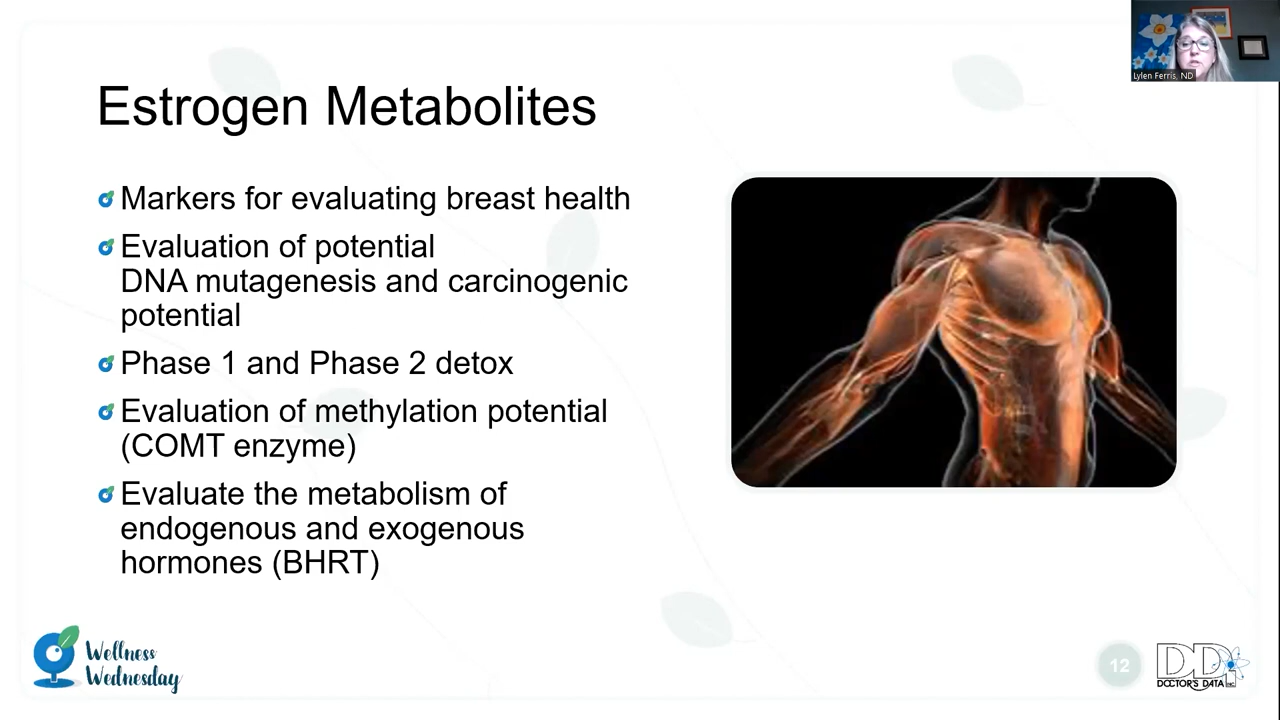 Lylen Ferris, ND
Estrogen Metabolites
Markers for evaluating breast health
Evaluation of potential
DNA mutagenesis and carcinogenic
potential
Phase 1 and Phase 2 detox
Evaluation of methylation potential
(COMT enzyme)
Evaluate the metabolism of
endogenous and exogenous
hormones (BHRT)
Wellness
Wednesday
12
DDI
DOCTOR'S DATA INC.